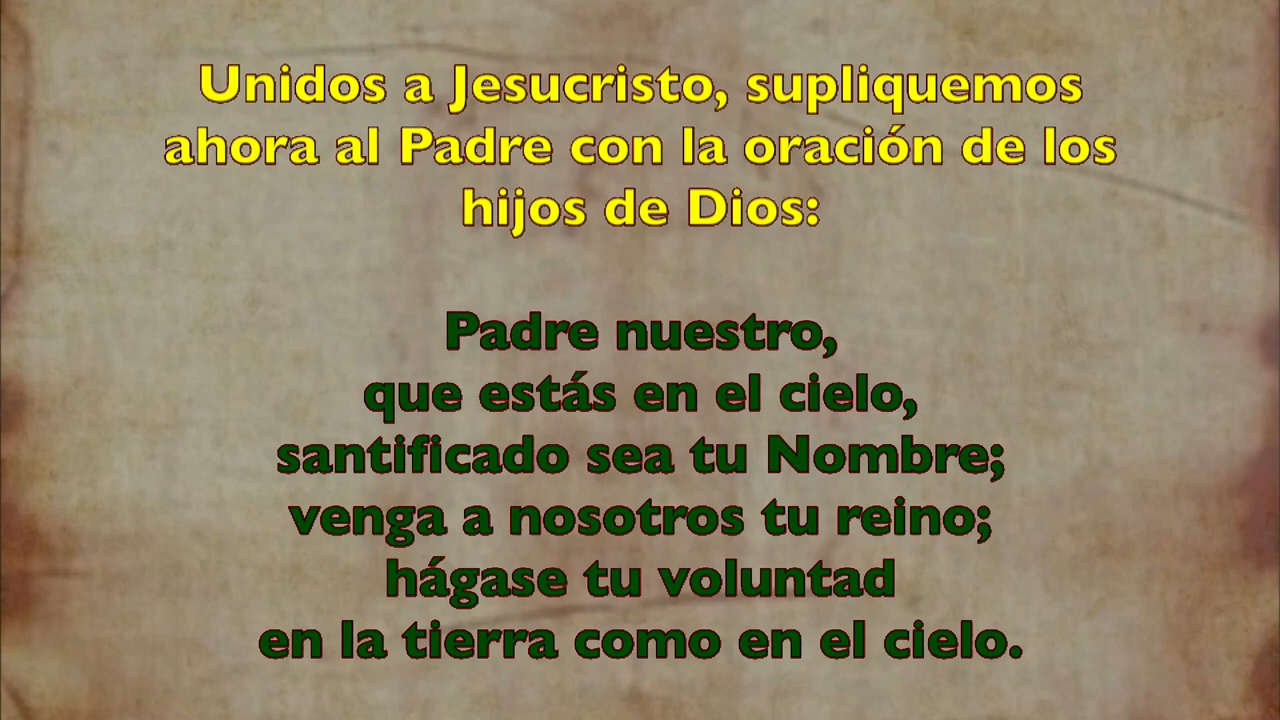 Unidos a Jesucristo, supliquemos
ahora al Padre con la oración de los
hijos de Dios:
Padre nuestro,
que estás en el cielo,
santificado sea tu Nombre;
venga a nosotros tu reino;
hágase tu voluntad
en la tierra como en el cielo.